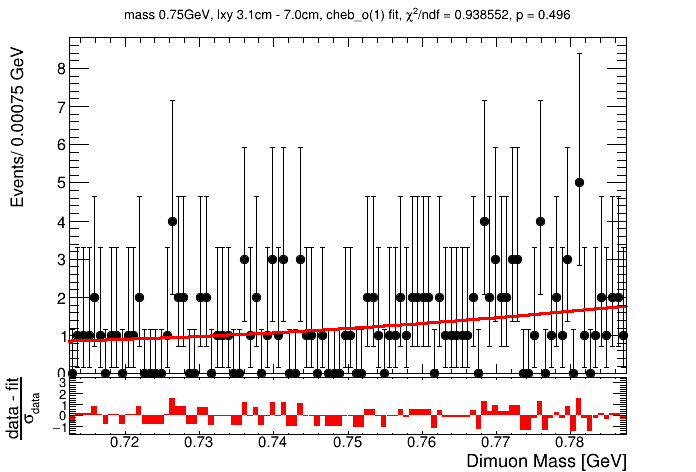 mass 0.75GeV, lxy 3.1cm - 7.0cm, cheb_o(1) fit, χ²/ndf = 0.938552, p = 0.496
Events/ 0.00075 GeV
8
7
6
5
4
3
2
1
0
data - fit
σdata
3
2
1
0
−1
0.72 0.73 0.74 0.75 0.76 0.77 0.78
Dimuon Mass [GeV]